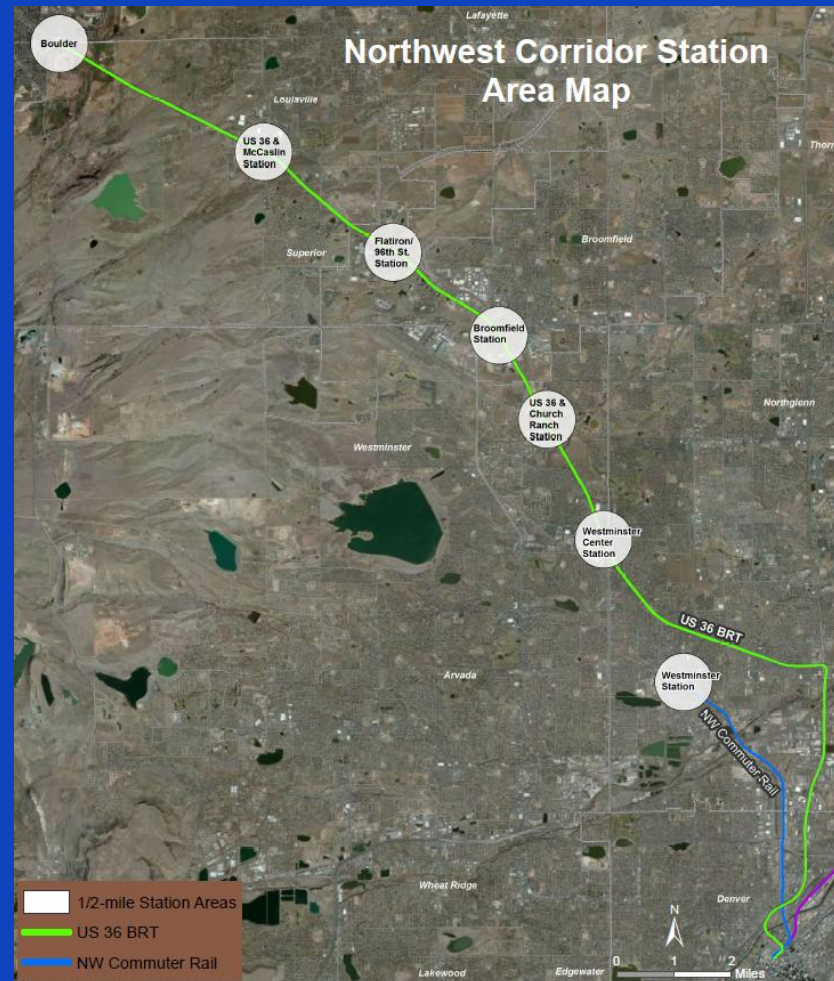 Lafayette
Northwest Corridor Station
Area Map
Boulder
Louisville
US 36 &
McCaslin
Station
Thorn
Superior
Flatiron/
96th St.
Station
Broomfield
Broomfield
Station
US 36 &
Church
Ranch
Station
Northglenn
Westminster
Westminster
Center
Station
US 36 BRT
Arvada
Westminster
Station
NW Commuter Rail
Wheat Ridge
Denver
1/2-mile Station Areas
US 36 BRT
NW Commuter Rail
Lakewood
Edgewater
N
0 1 2
Miles